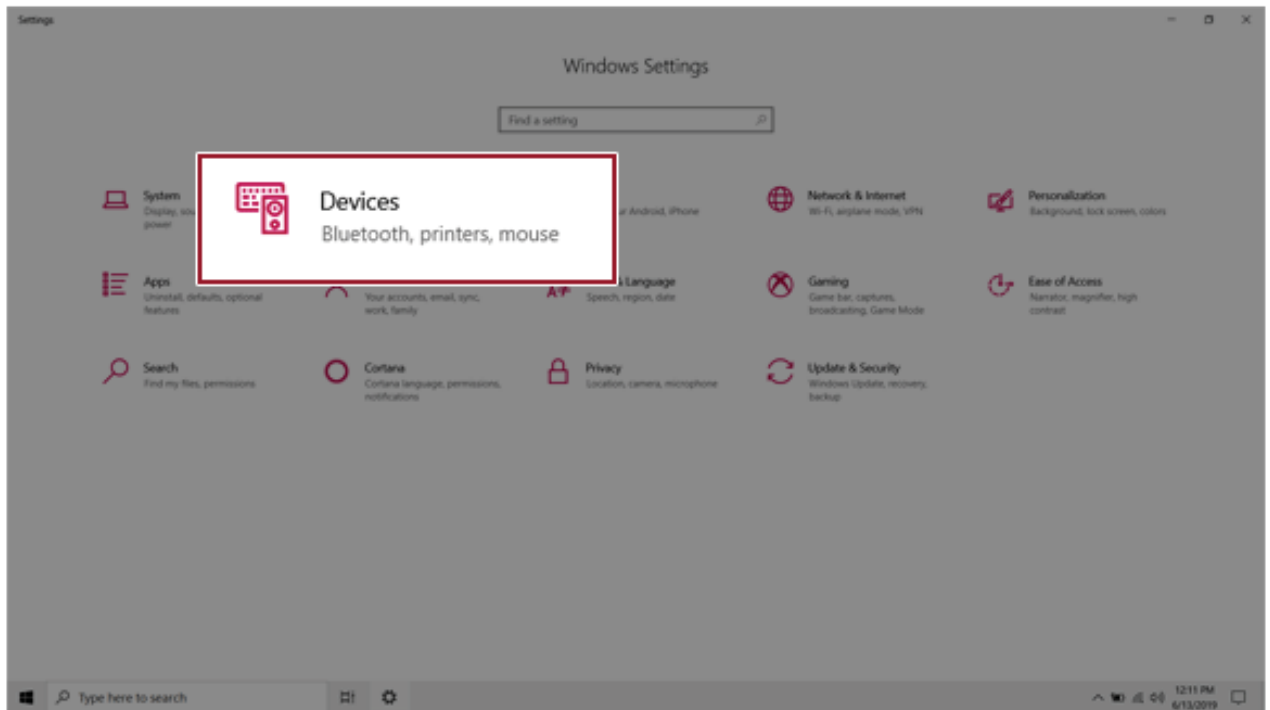 Settings
Windows Settings
Find a setting
System
Display, sou
power
Devices
Bluetooth, printers, mouse
ur Android, iPhone
Network & Internet
Wi-Fi, airplane mode, VPN
Personalization
Background, lock screen, colors
Apps
Uninstall, defaults, optional
features
Your accounts, email, sync,
work, family
& Language
Speech, region, date
Gaming
Game bar, captures,
broadcasting, Game Mode
Ease of Access
Narrator, magnifier, high
contrast
Search
Find my files, permissions
Cortana
Cortana language, permissions,
notifications
Privacy
Location, camera, microphone
Update & Security
Windows Update, recovery,
backup
Type here to search
12:11 PM
6/13/2019